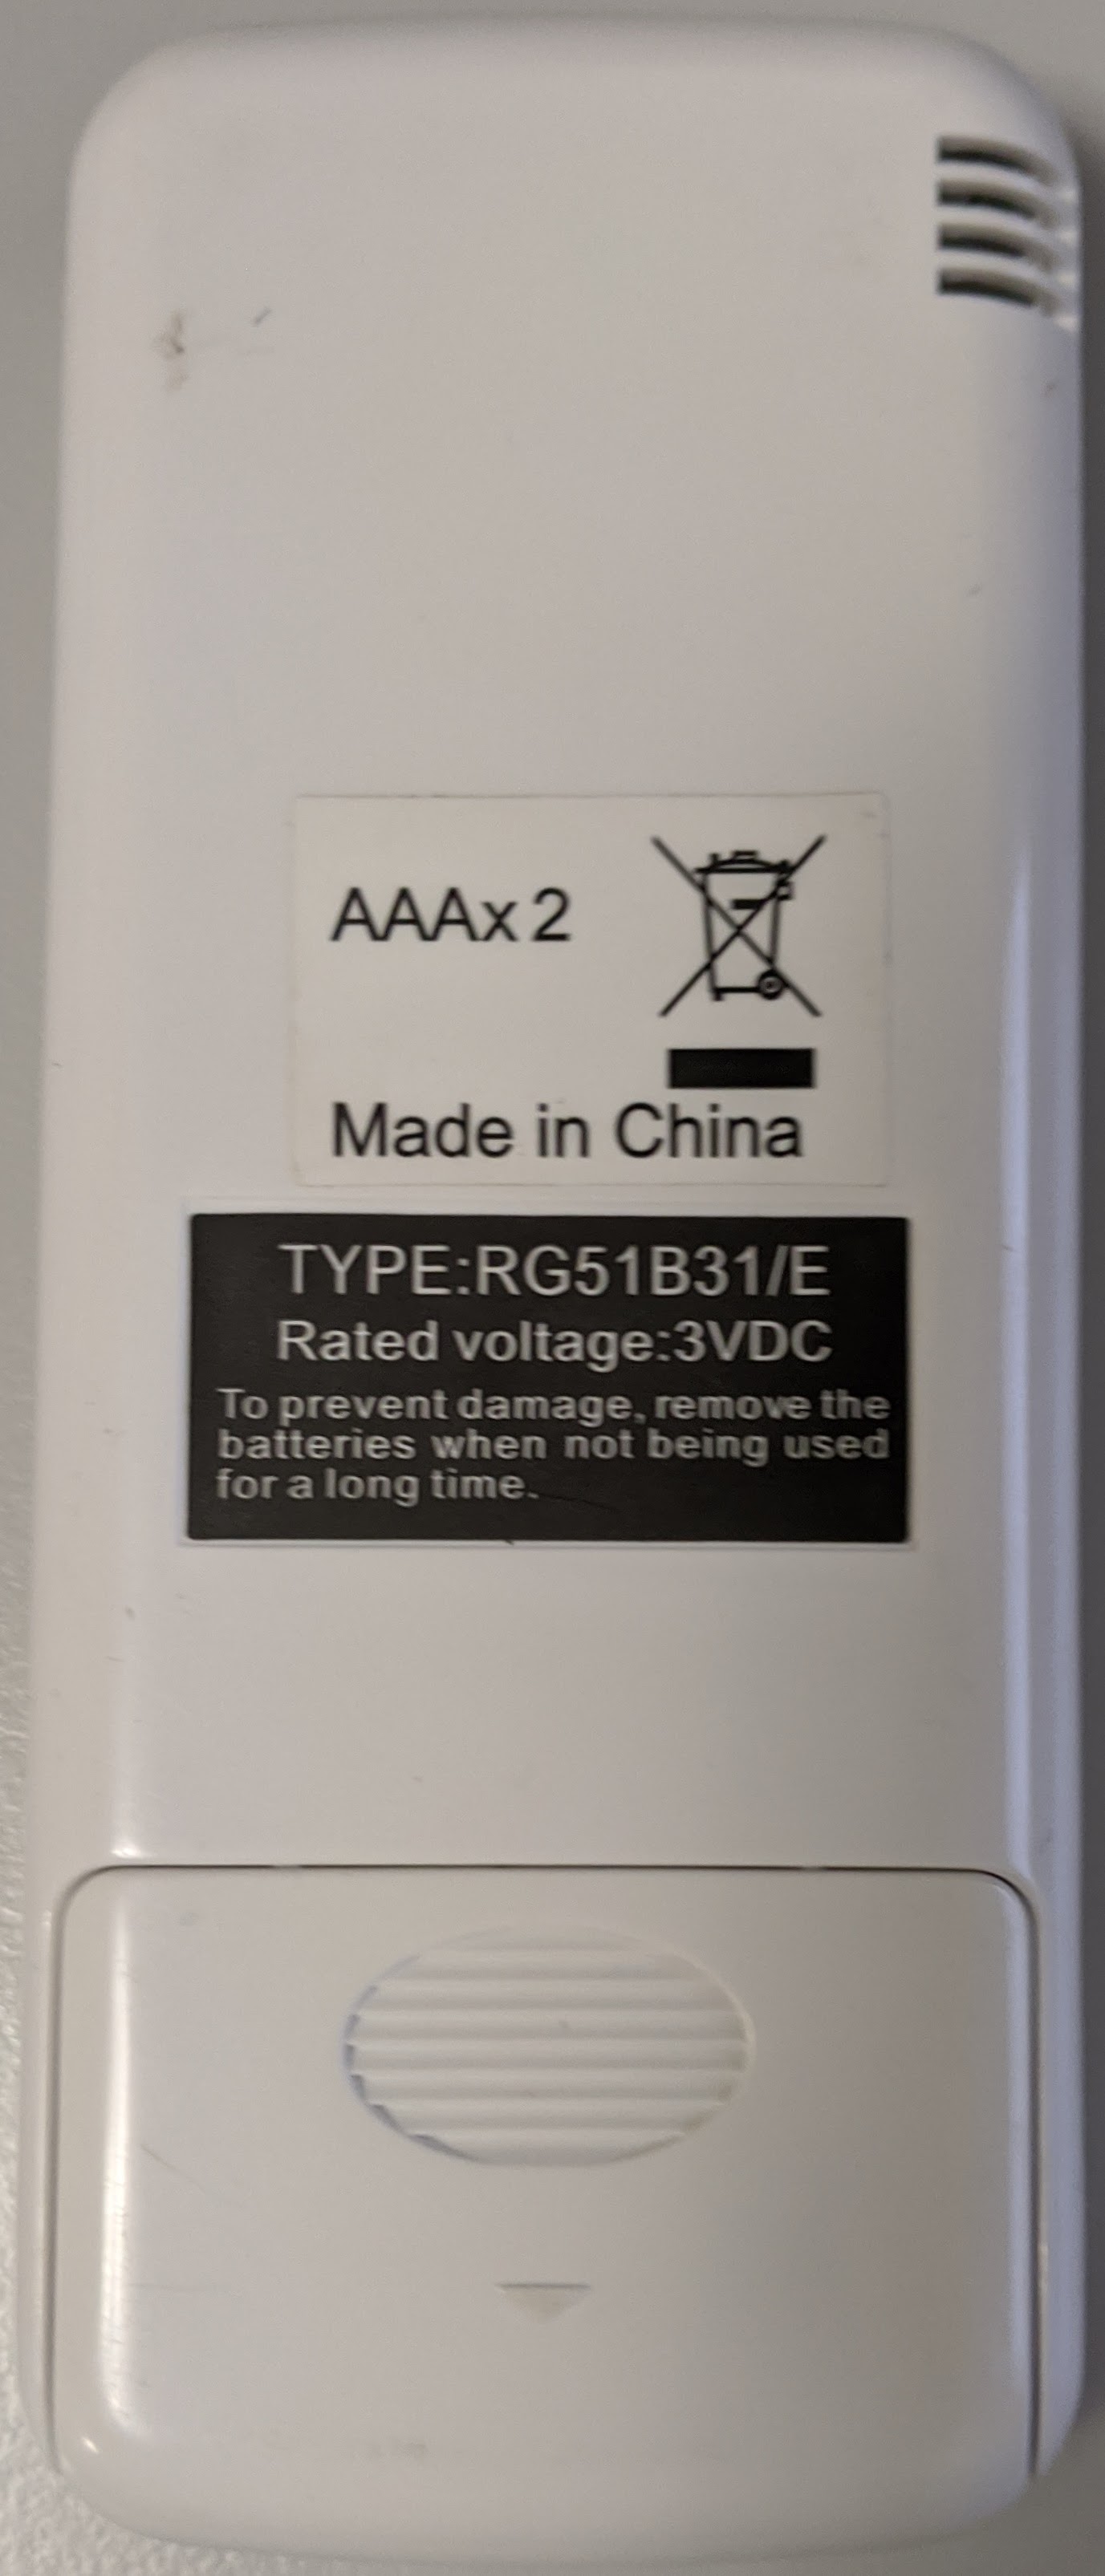 AAAx 2
Made in China
TYPE:RG51B31/E
Rated voltage:3VDC
To prevent damage, remove the
batteries when not being used
for a long time.